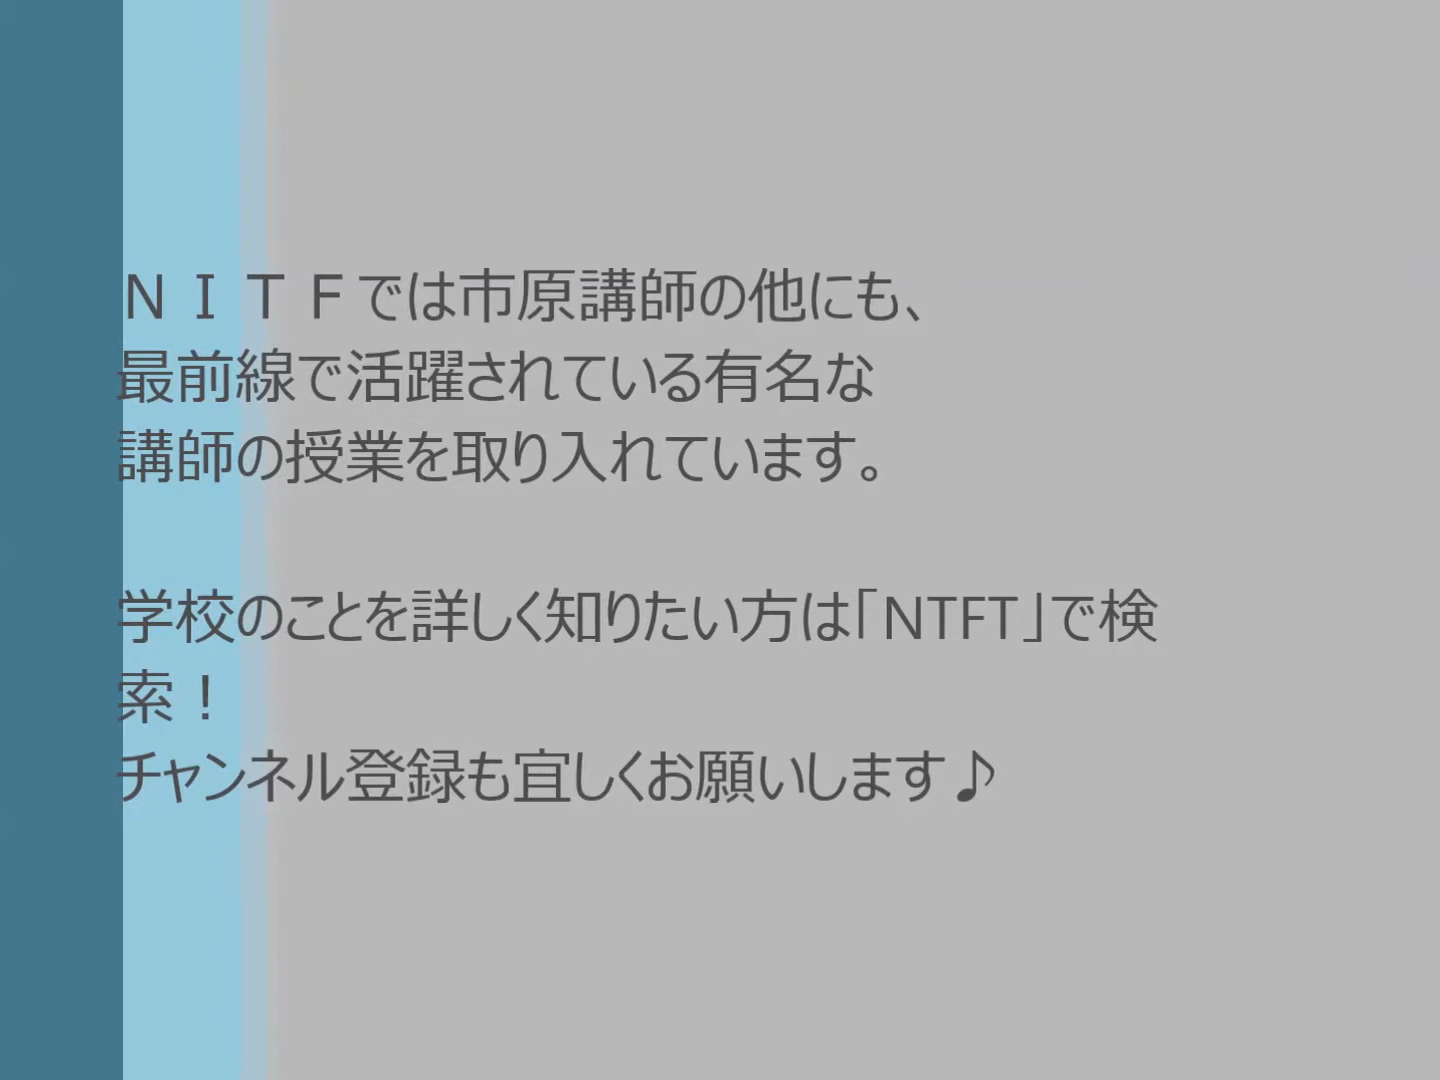 ＮＩＴＦでは市原講師の他にも、
最前線で活躍されている有名な
講師の授業を取り入れています。
学校のことを詳しく知りたい方は「NTFT」で検
索！
チャンネル登録も宜しくお願いします♪